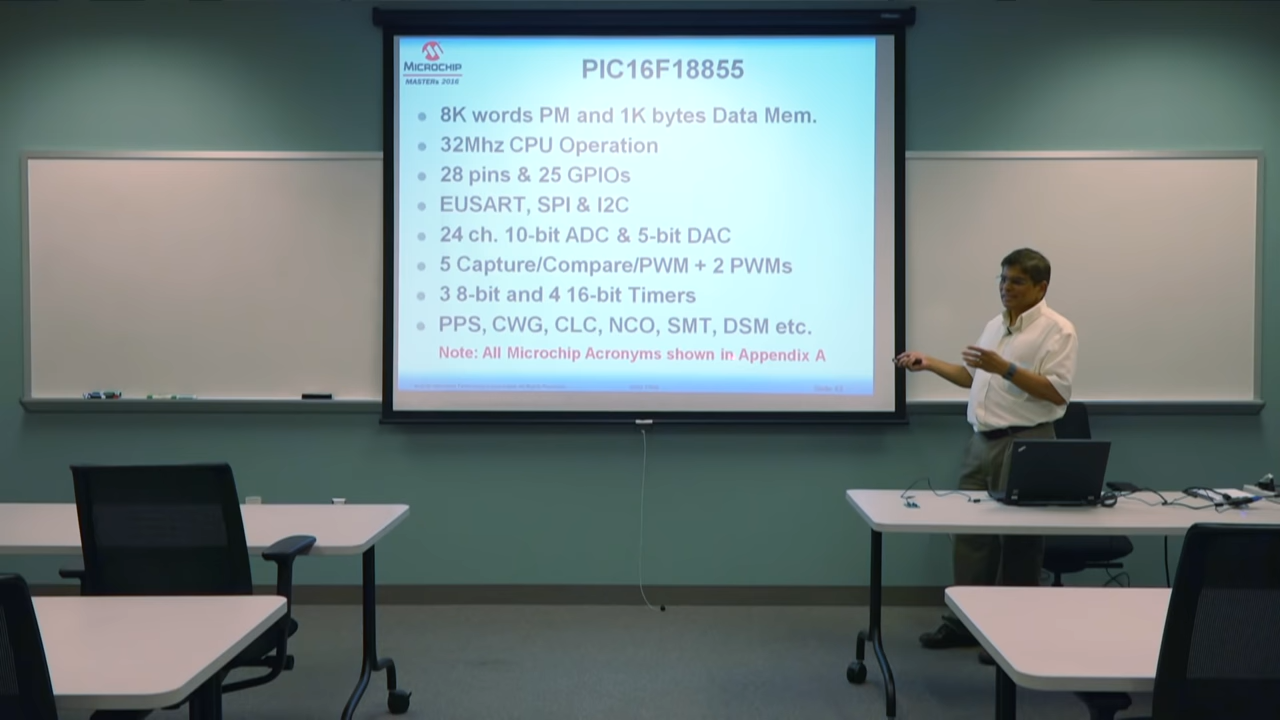 MICROCHIP
MASTERs 2016
PIC16F18855
8K words PM and 1K bytes Data Mem.
32Mhz CPU Operation
28 pins & 25 GPIOs
EUSART, SPI & I2C
24 ch. 10-bit ADC & 5-bit DAC
5 Capture/Compare/PWM + 2 PWMs
3 8-bit and 4 16-bit Timers
PPS, CWG, CLC, NCO, SMT, DSM etc.
Note: All Microchip Acronyms shown in Appendix A